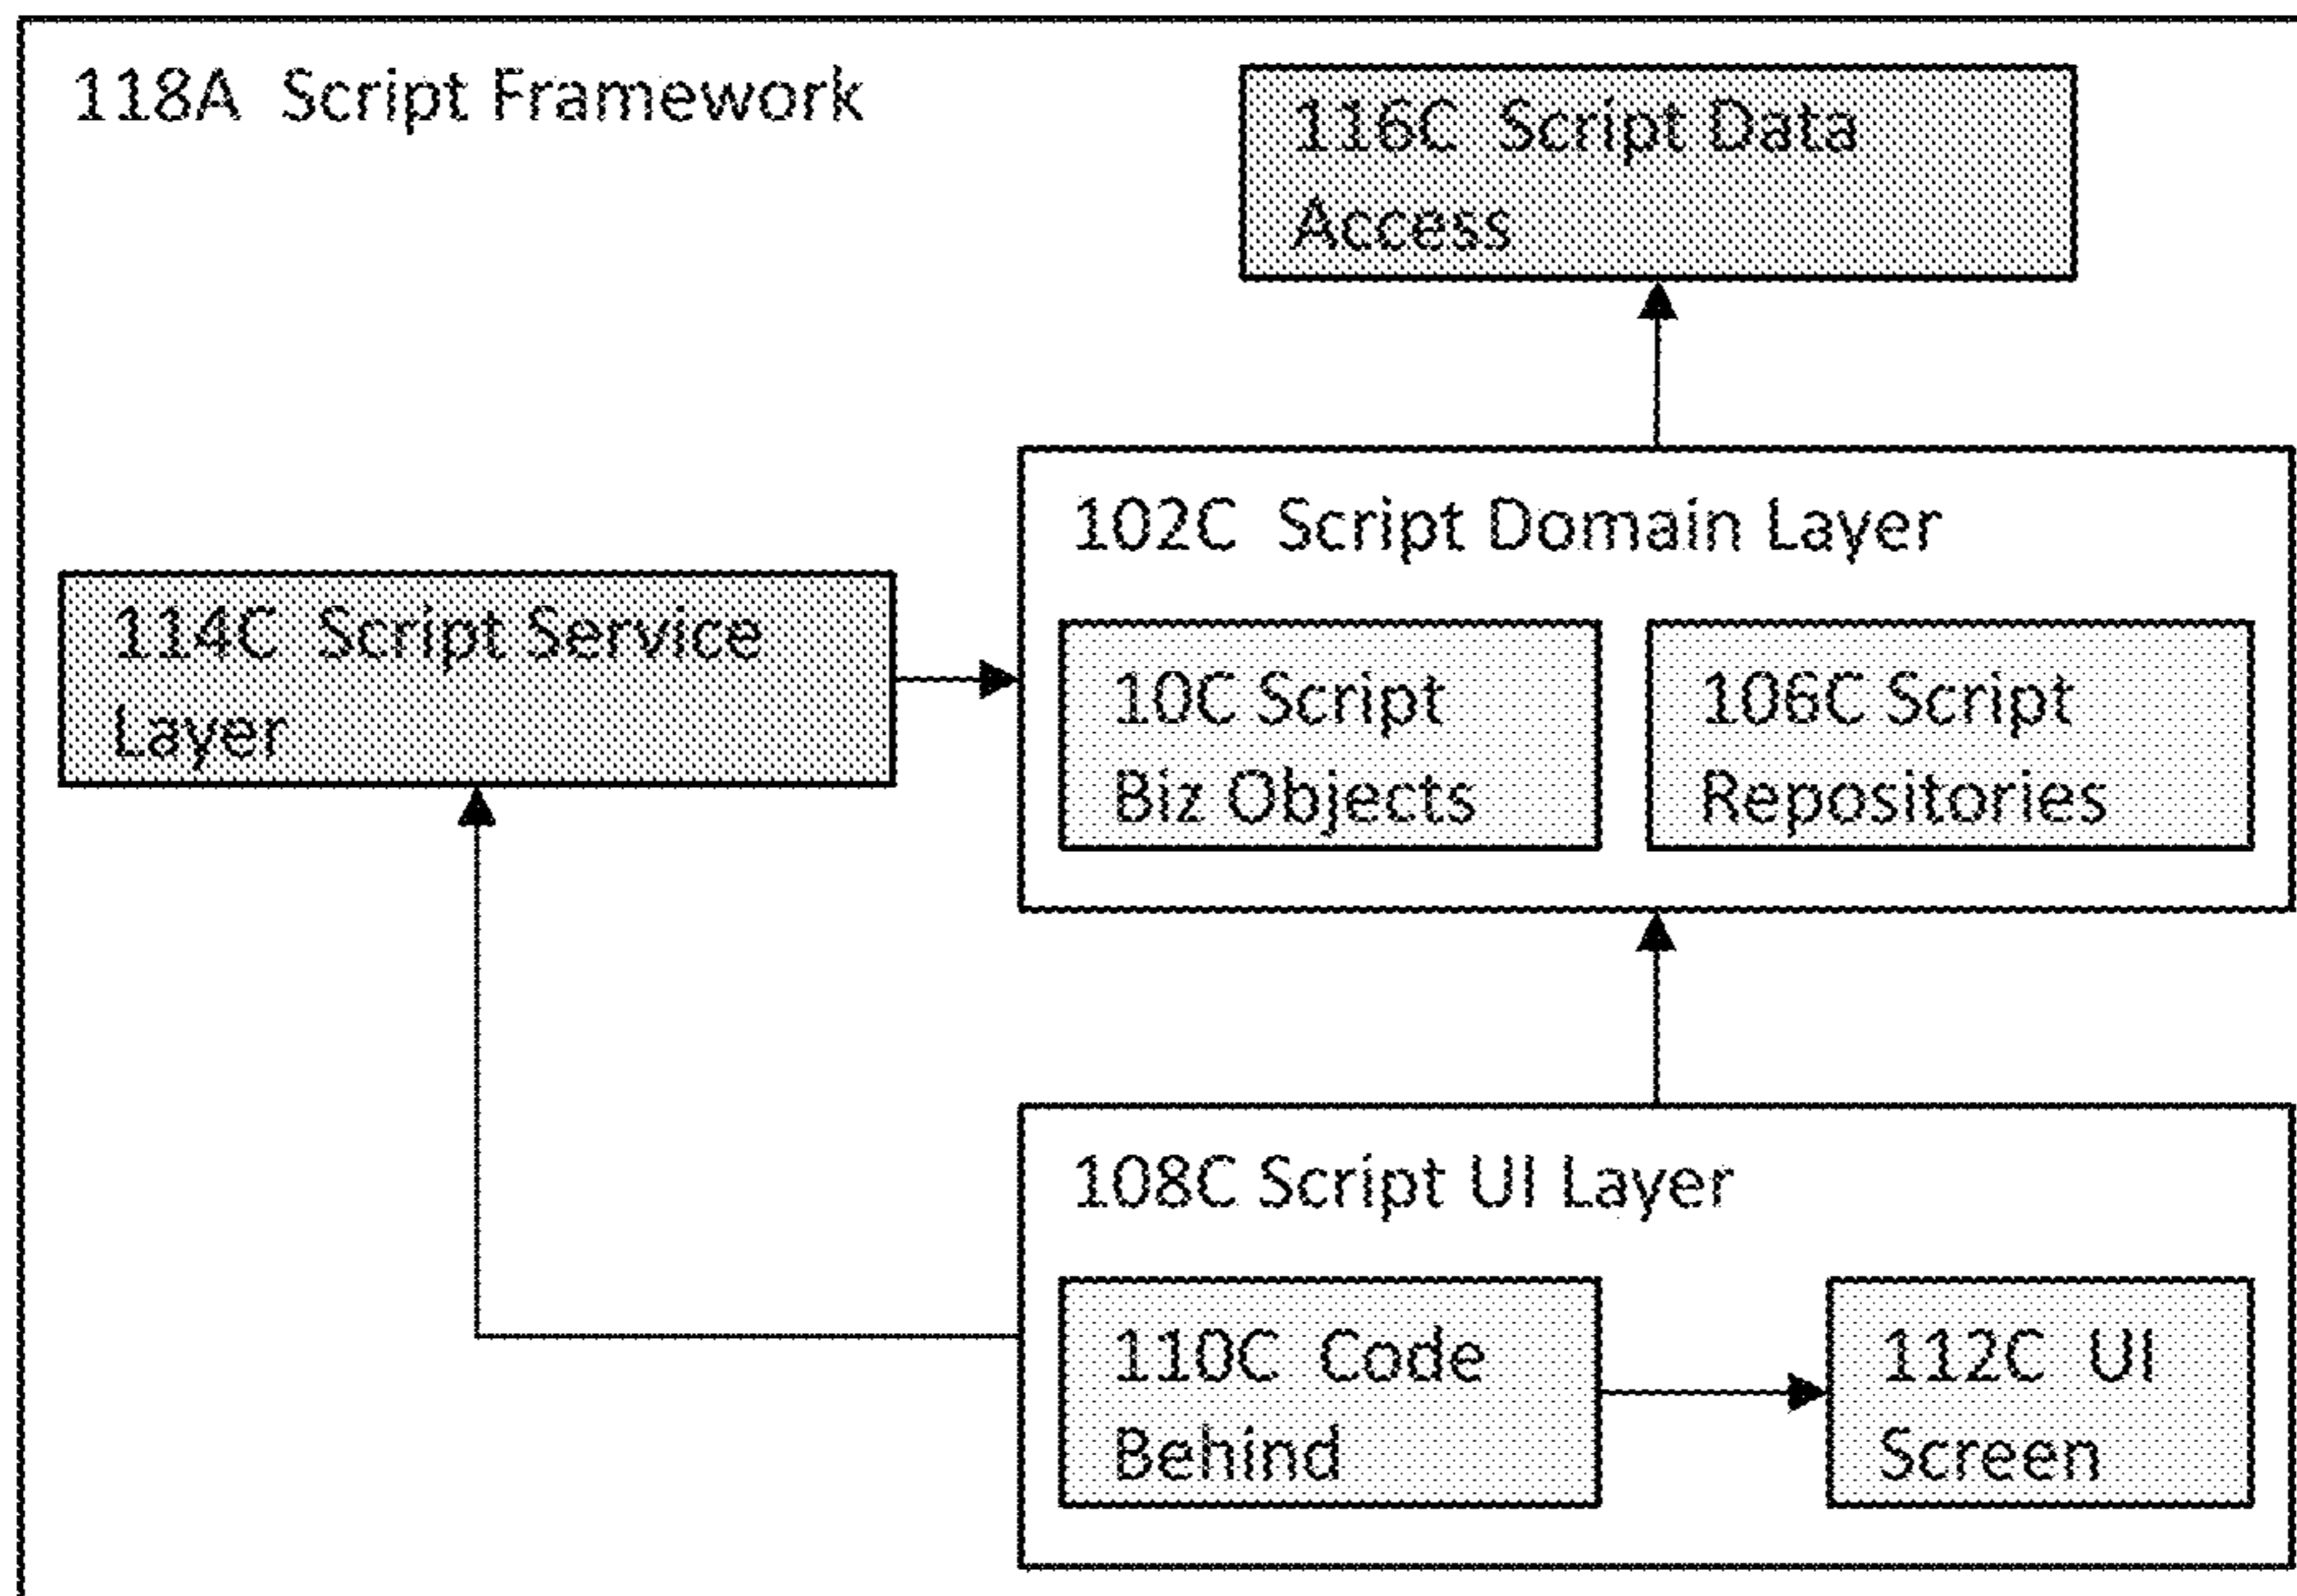 118A Script Framework
116C Script Data
Access
102C Script Domain Layer
114C Script Service
Layer
10C Script
Biz Objects
106C Script
Repositories
108C Script UI Layer
110C Code
Behind
112C UI
Screen